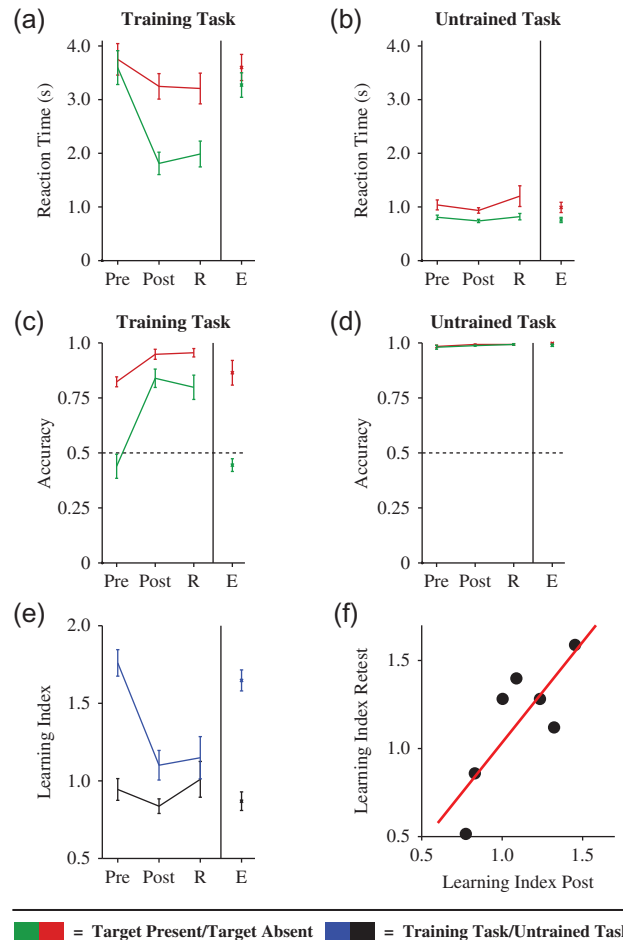 (a) Training Task
Reaction Time (s)
4.0
3.0
2.0
1.0
0
Pre Post R E
(b) Untrained Task
Reaction Time (s)
4.0
3.0
2.0
1.0
0
Pre Post R E
(c) Training Task
Accuracy
1.0
0.75
0.5
0.25
0
Pre Post R E
(d) Untrained Task
Accuracy
1.0
0.75
0.5
0.25
0
Pre Post R E
(e)
Learning Index
2.0
1.5
1.0
0.5
Pre Post R E
(f)
Learning Index Retest
1.5
1.0
0.5
0.5 1.0 1.5
Learning Index Post
= Target Present/Target Absent = Training Task/Untrained Task